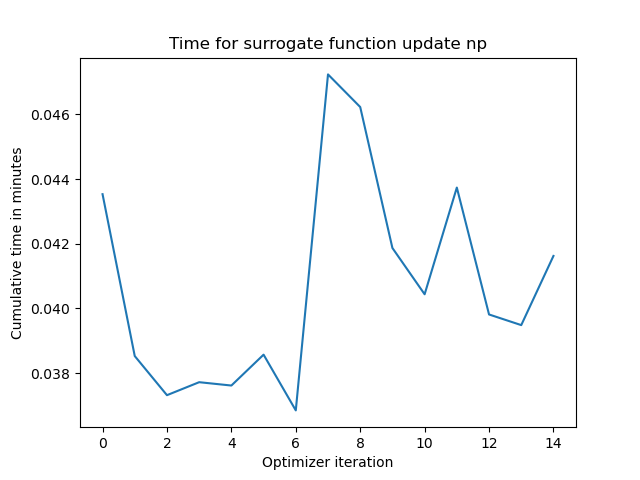 Time for surrogate function update np
Cumulative time in minutes
0.046
0.044
0.042
0.040
0.038
0 2 4 6 8 10 12 14
Optimizer iteration